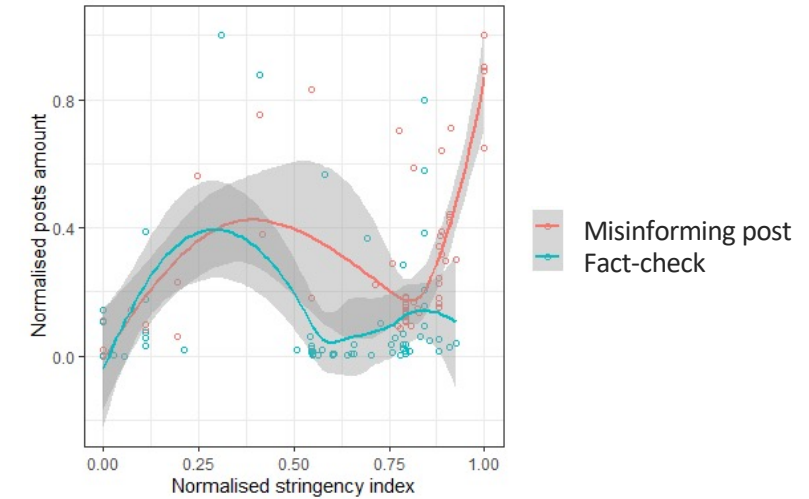 0.8
0.4
0.0
Normalised posts amount
0.00 0.25 0.50 0.75 1.00
Normalised stringency index
Misinforming post
Fact-check